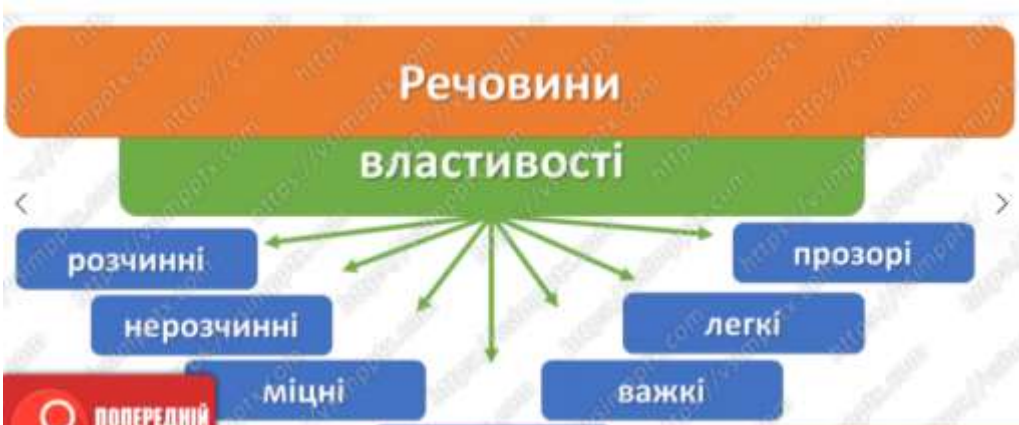 Речовини
властивості
розчинні
прозорі
нерозчинні
легкі
міцні
важкі
ПОПЕРЕДНІЙ